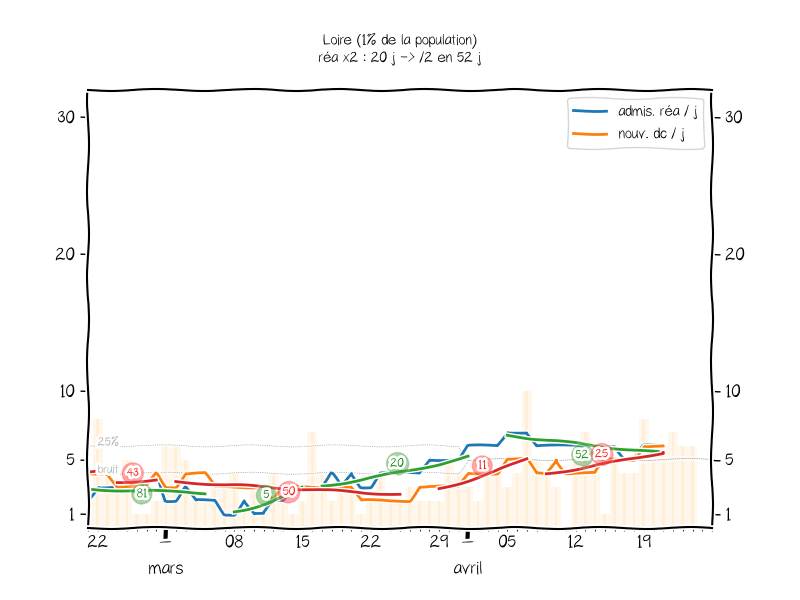 Loire (1% de la population)
réa x2 : 20 j -> /2 en 52 j
admis. réa / j
nouv. dc / j
30 30
20 20
10 10
25%
5 5
bruit
43 81 5 50 20 11 52 25
1 1
22 1 08 15 22 29 1 05 12 19
mars avril